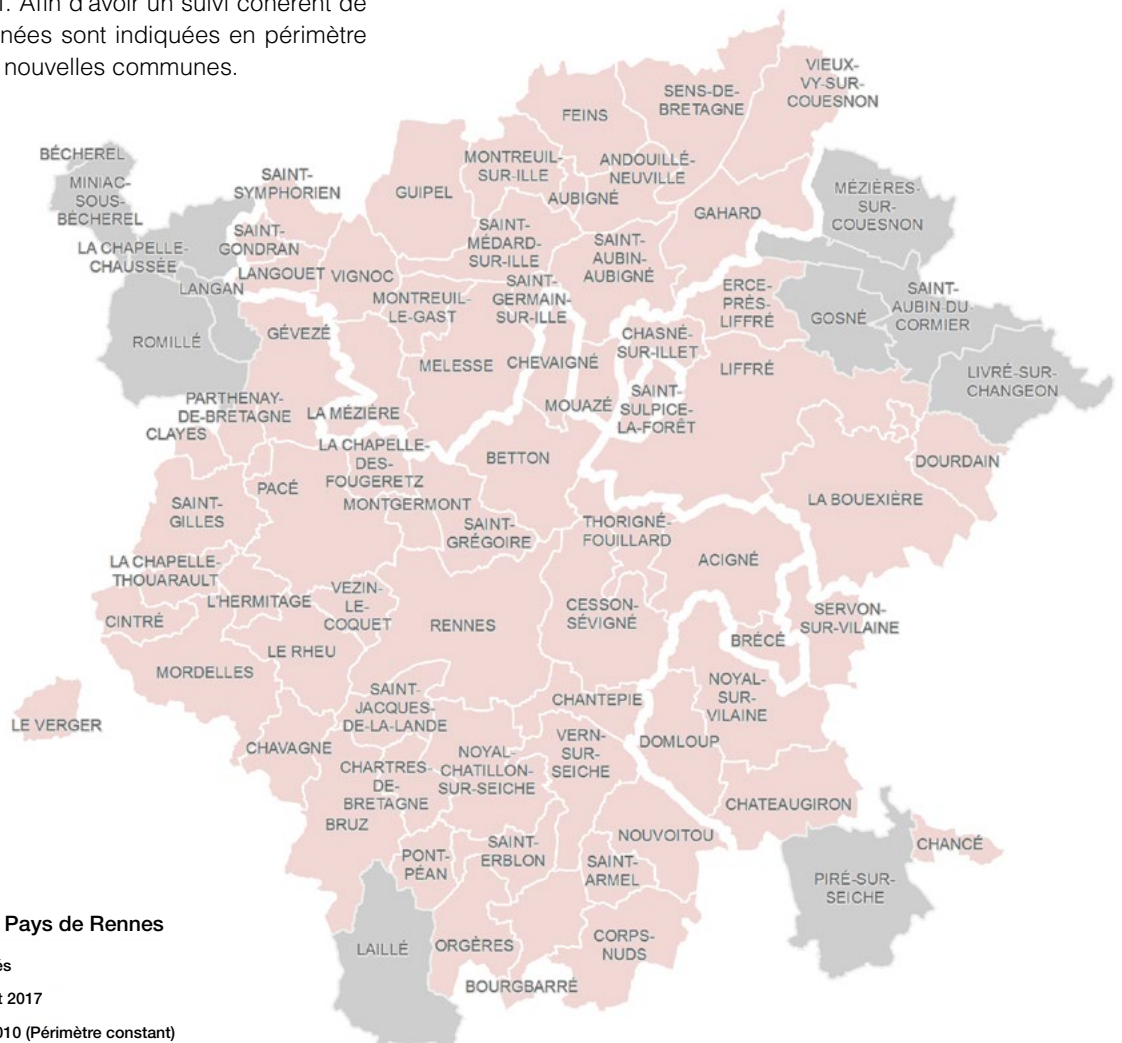 . Afin d'avoir un suivi cohérent de
nées sont indiquées en périmètre
nouvelles communes.
VIEUX-
VY-SUR-
COUESNON
SENS-DE-
BRETAGNE
FEINS
BÉCHEREL
MINIAC-
SOUS-
BÉCHEREL
SAINT-
SYMPHORIEN
GUIPEL
MONTREUIL-
SUR-ILLE
ANDOUILLÉ-
NEUVILLE
AUBIGNÉ
MÉZIÈRES-
SUR-
COUESNON
GAHARD
LA CHAPELLE-
CHAUSSÉE
SAINT-
GONDRAN
SAINT-
MÉDARD-
SUR-ILLE
SAINT-
AUBIN-
AUBIGNÉ
LANGAN
LANGOUET
VIGNOC
SAINT-
GERMAIN-
SUR-ILLE
MONTREUIL-
LE-GAST
ERCE-
PRÈS-
LIFFRÉ
GOSNÉ
SAINT-
AUBIN-DU-
CORMIER
ROMILLÉ
GÉVEZÉ
MELESSE
CHEVAIGNÉ
CHASNÉ-
SUR-ILLET
LIFFRÉ
LIVRÉ-SUR-
CHANGEON
PARTHENAY-
DE-BRETAGNE
LA MÉZIÈRE
MOUAZÉ
SAINT-
SULPICE-
LA-FORÊT
CLAYES
LA CHAPELLE-
DES-
FOUGERETZ
BETTON
DOURDAIN
PACÉ
LA BOUEXIÈRE
SAINT-
GILLES
MONTGERMONT
SAINT-
GRÉGOIRE
THORIGNÉ-
FOUILLARD
ACIGNÉ
LA CHAPELLE-
THOUARAULT
L'HERMITAGE
VEZIN-
LE-
COQUET
CINTRÉ
RENNES
CESSON-
SÉVIGNÉ
SERVON-
SUR-VILAINE
BRÉCÉ
LE RHEU
MORDELLES
NOYAL-
SUR-
VILAINE
SAINT-
JACQUES-
DE-LA-LANDE
CHANTEPIE
LE VERGER
CHAVAGNE
VERN-
SUR-
SEICHE
DOMLOUP
NOYAL-
CHATILLON-
SUR-SEICHE
CHARTRES-
DE-
BRETAGNE
CHATEAUGIRON
BRUZ
NOUVOITOU
CHANCÉ
PONT-
PÉAN
SAINT-
ERBLON
SAINT-
ARMEL
PIRÉ-SUR-
SEICHE
Pays de Rennes
LAILLÉ
ORGÈRES
CORPS-
NUDS
és
t 2017
BOURGBARRÉ
010 (Périmètre constant)